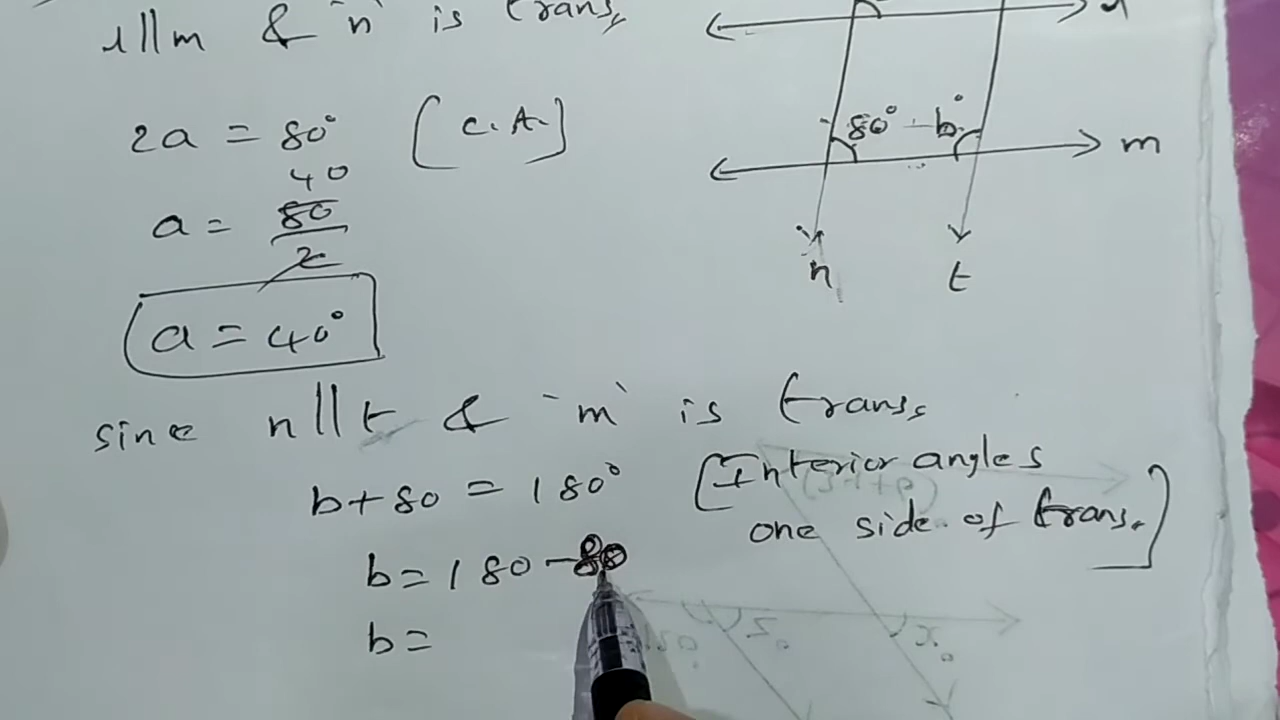 l||m & 'n' is trans,
2a = 80° [C.A.]
40
a = 80
2
a = 40°
since n||t & 'm' is trans,
b+80 = 180° [Interior angles
one side of trans.]
b = 180-80
b =
l
80° b°
m
n t
5° x°